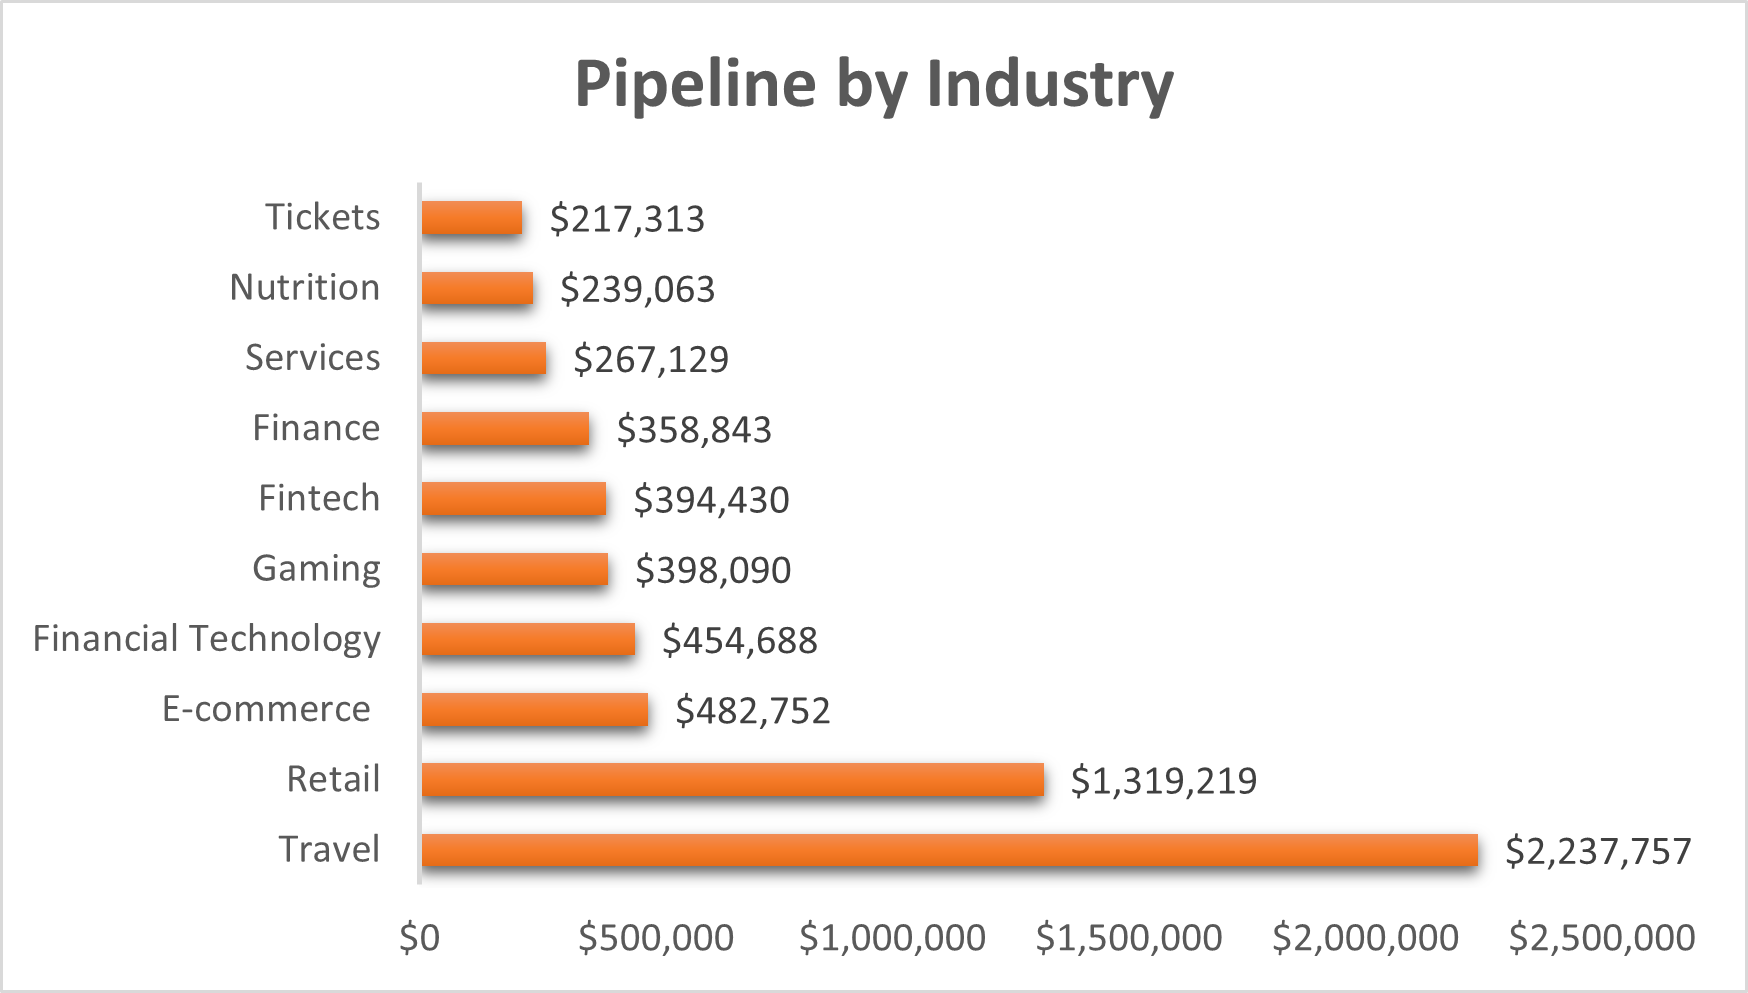 Pipeline by Industry
Tickets $217,313
Nutrition $239,063
Services $267,129
Finance $358,843
Fintech $394,430
Gaming $398,090
Financial Technology $454,688
E-commerce $482,752
Retail $1,319,219
Travel $2,237,757
$0 $500,000 $1,000,000 $1,500,000 $2,000,000 $2,500,000